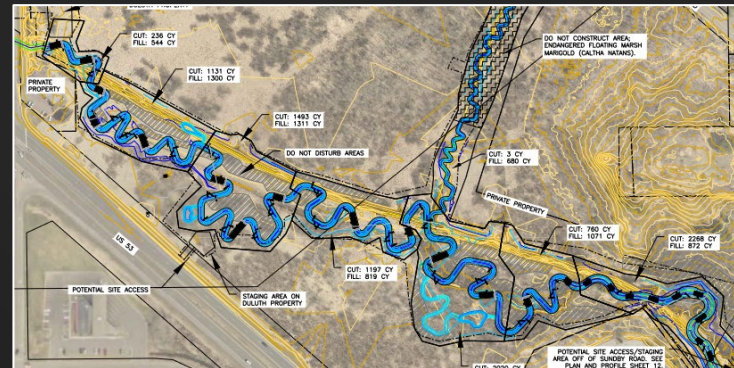 DULUTH PROPERTY
CUT: 236 CY
FILL: 544 CY
PRIVATE
PROPERTY
CUT: 1131 CY
FILL: 1300 CY
CUT: 1493 CY
FILL: 1311 CY
DO NOT DISTURB AREAS
DO NOT CONSTRUCT AREA;
ENDANGERED FLOATING MARSH
MARIGOLD (CALTHA NATANS).
CUT: 3 CY
FILL: 680 CY
PRIVATE PROPERTY
CUT: 760 CY
FILL: 1071 CY
CUT: 2268 CY
FILL: 872 CY
US 53
CUT: 1197 CY
FILL: 819 CY
POTENTIAL SITE ACCESS
STAGING AREA ON
DULUTH PROPERTY
POTENTIAL SITE ACCESS/STAGING
AREA OFF OF SUNDBY ROAD. SEE
PLAN AND PROFILE SHEET 12.